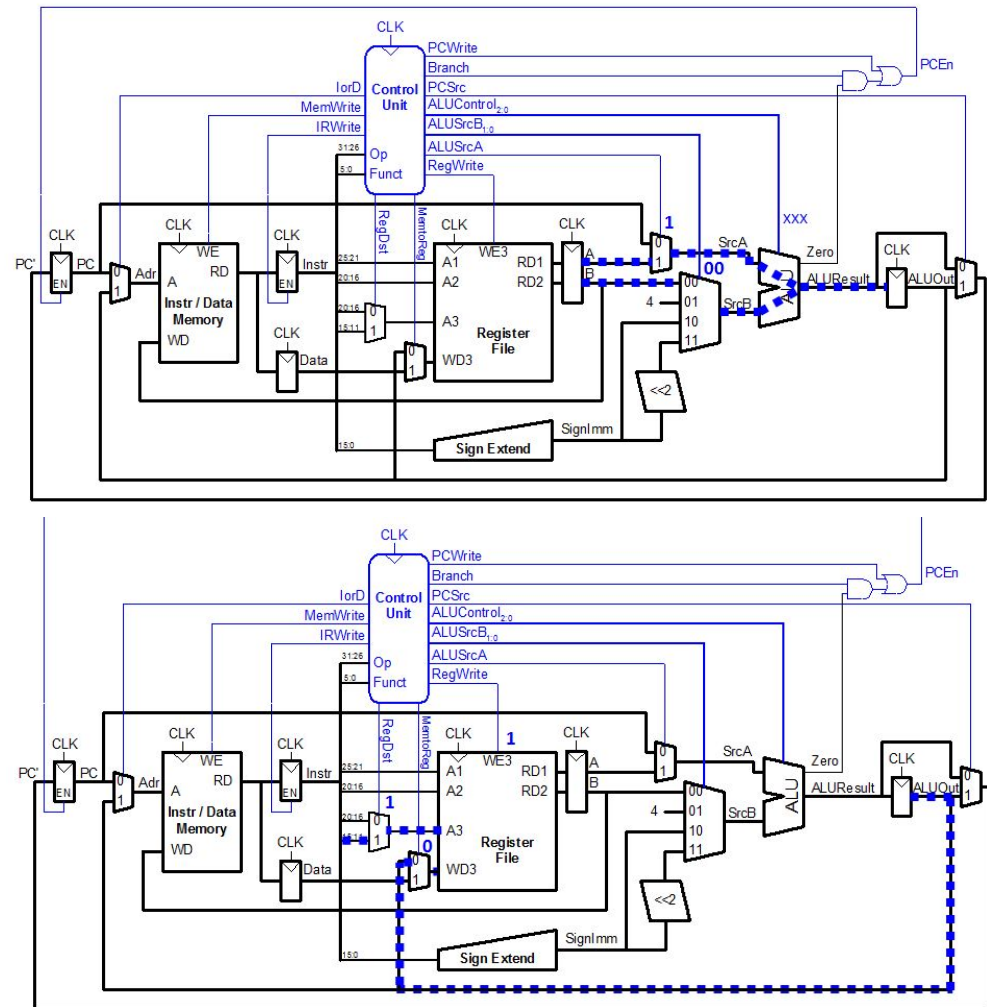 CLK
PCWrite
Branch
PCEn
IorD
Control
Unit
PCSrc
MemWrite
ALUControl2:0
IRWrite
ALUSrcB1:0
31:26
Op
ALUSrcA
5:0
Funct
RegWrite
RegDst
MemtoReg
1
XXX
CLK
CLK
CLK
CLK
CLK
CLK
PC'
PC
EN
0
1
Adr
WE
RD
A
Instr / Data
Memory
WD
EN
Instr
25:21
20:16
20:16
15:11
0
1
A1
A2
A3
WD3
WE3
RD1
RD2
Register
File
A
B
0
1
SrcA
00
00
01
10
11
4
SrcB
ALU
Zero
ALUResult
ALUOut
0
1
CLK
Data
0
1
<<2
SignImm
15:0
Sign Extend
CLK
PCWrite
Branch
PCEn
IorD
Control
Unit
PCSrc
MemWrite
ALUControl2:0
IRWrite
ALUSrcB1:0
31:26
Op
ALUSrcA
5:0
Funct
RegWrite
RegDst
MemtoReg
1
CLK
CLK
CLK
CLK
CLK
CLK
PC'
PC
EN
0
1
Adr
WE
RD
A
Instr / Data
Memory
WD
EN
Instr
25:21
20:16
1
20:16
0
1
A1
A2
A3
0
WD3
RD1
RD2
WE3
Register
File
A
B
0
1
SrcA
00
01
10
11
4
SrcB
ALU
Zero
ALUResult
ALUOut
0
1
CLK
Data
0
1
<<2
SignImm
15:0
Sign Extend